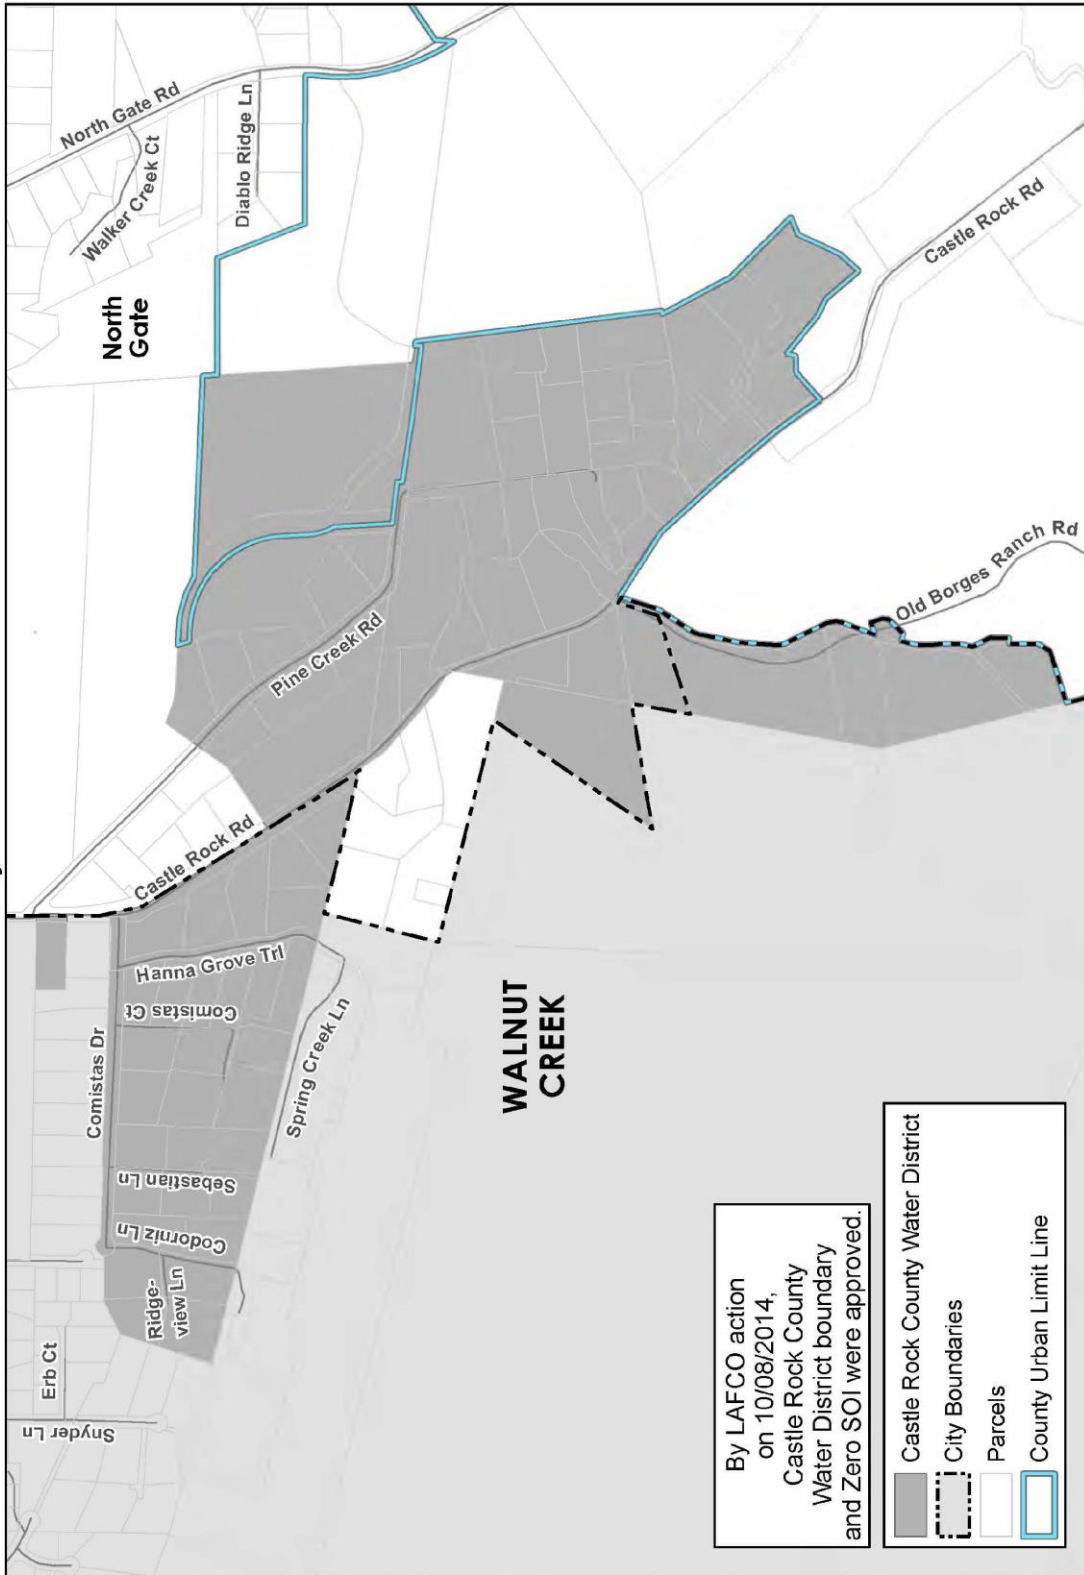 North Gate Rd
Walker Creek Ct
Diablo Ridge Ln
North
Gate
Castle Rock Rd
Pine Creek Rd
Old Borges Ranch Rd
Castle Rock Rd
Hanna Grove Trl
Comistas Ct
Comistas Dr
Spring Creek Ln
Sebastian Ln
Codorniz Ln
Ridge-
view Ln
Erb Ct
Snyder Ln
WALNUT
CREEK
By LAFCO action
on 10/08/2014,
Castle Rock County
Water District boundary
and Zero SOI were approved.
Castle Rock County Water District
City Boundaries
Parcels
County Urban Limit Line